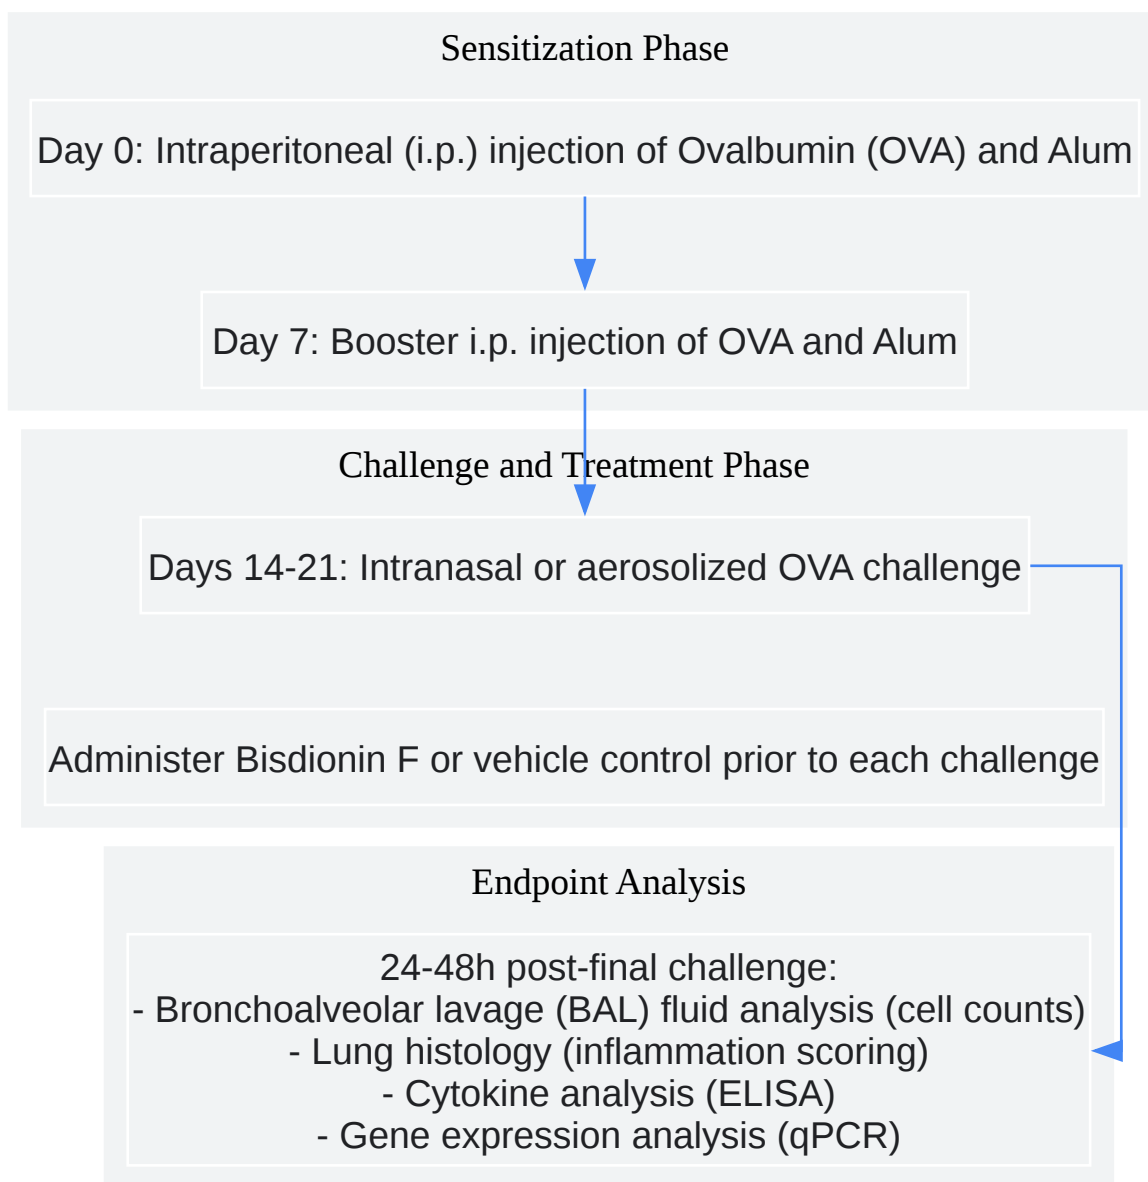 Sensitization Phase
Day 0: Intraperitoneal (i.p.) injection of Ovalbumin (OVA) and Alum
Day 7: Booster i.p. injection of OVA and Alum
Challenge and Treatment Phase
Days 14-21: Intranasal or aerosolized OVA challenge
Administer Bisdionin F or vehicle control prior to each challenge
Endpoint Analysis
24-48h post-final challenge:
- Bronchoalveolar lavage (BAL) fluid analysis (cell counts)
- Lung histology (inflammation scoring)
- Cytokine analysis (ELISA)
- Gene expression analysis (qPCR)